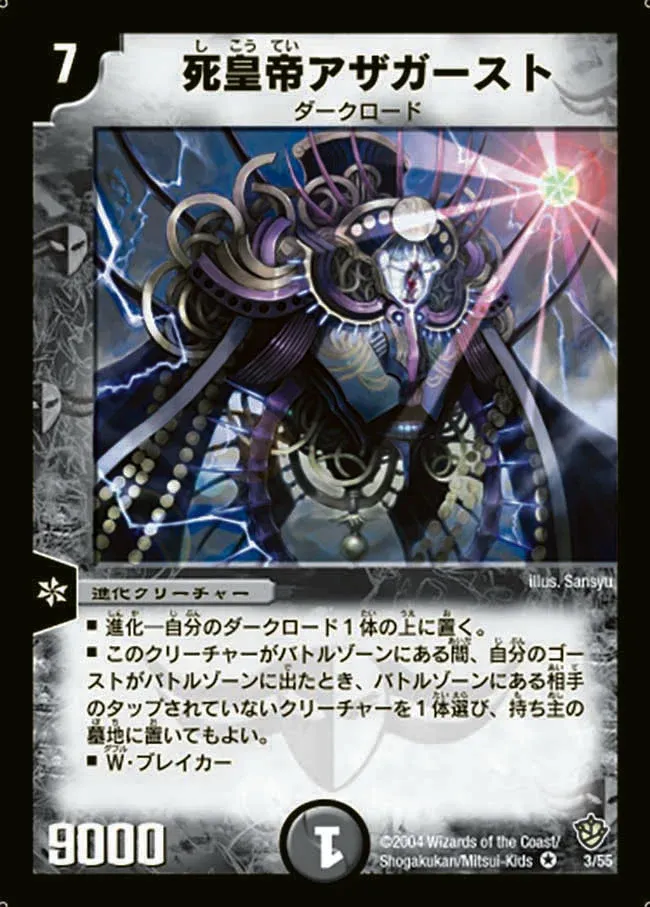 7
死皇帝アザガースト
しこうてい
ダークロード
illus. Sansyu
進化クリーチャー
■ 進化―自分のダークロード1体の上に置く。
■ このクリーチャーがバトルゾーンにある間、自分のゴー
ストがバトルゾーンに出たとき、バトルゾーンにある相手
のタップされていないクリーチャーを1体選び、持ち主の
墓地に置いてもよい。
■ W・ブレイカー
9000
1
©2004 Wizards of the Coast/
Shogakukan/Mitsui-Kids
3/55